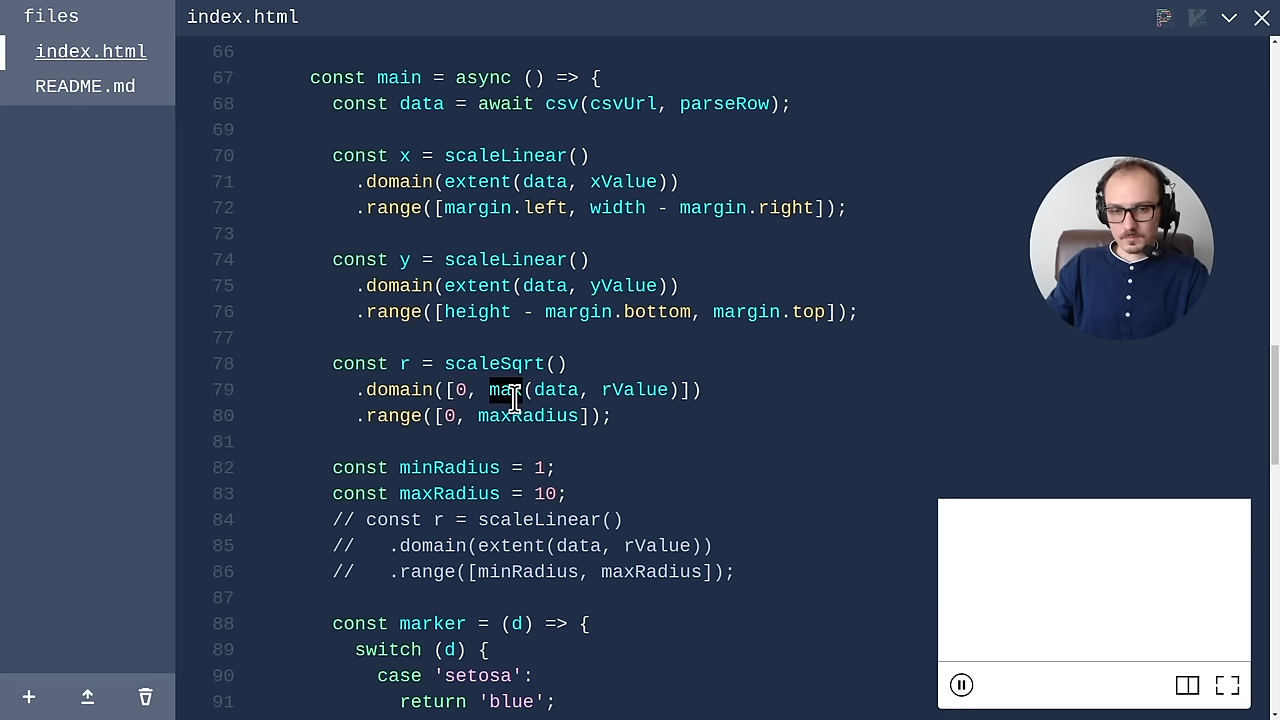 files
index.html
README.md
index.html
66
67 const main = async () => {
68 const data = await csv(csvUrl, parseRow);
69
70 const x = scaleLinear()
71 .domain(extent(data, xValue))
72 .range([margin.left, width - margin.right]);
73
74 const y = scaleLinear()
75 .domain(extent(data, yValue))
76 .range([height - margin.bottom, margin.top]);
77
78 const r = scaleSqrt()
79 .domain([0, max(data, rValue)])
80 .range([0, maxRadius]);
81
82 const minRadius = 1;
83 const maxRadius = 10;
84 // const r = scaleLinear()
85 // .domain(extent(data, rValue))
86 // .range([minRadius, maxRadius]);
87
88 const marker = (d) => {
89 switch (d) {
90 case 'setosa':
91 return 'blue';